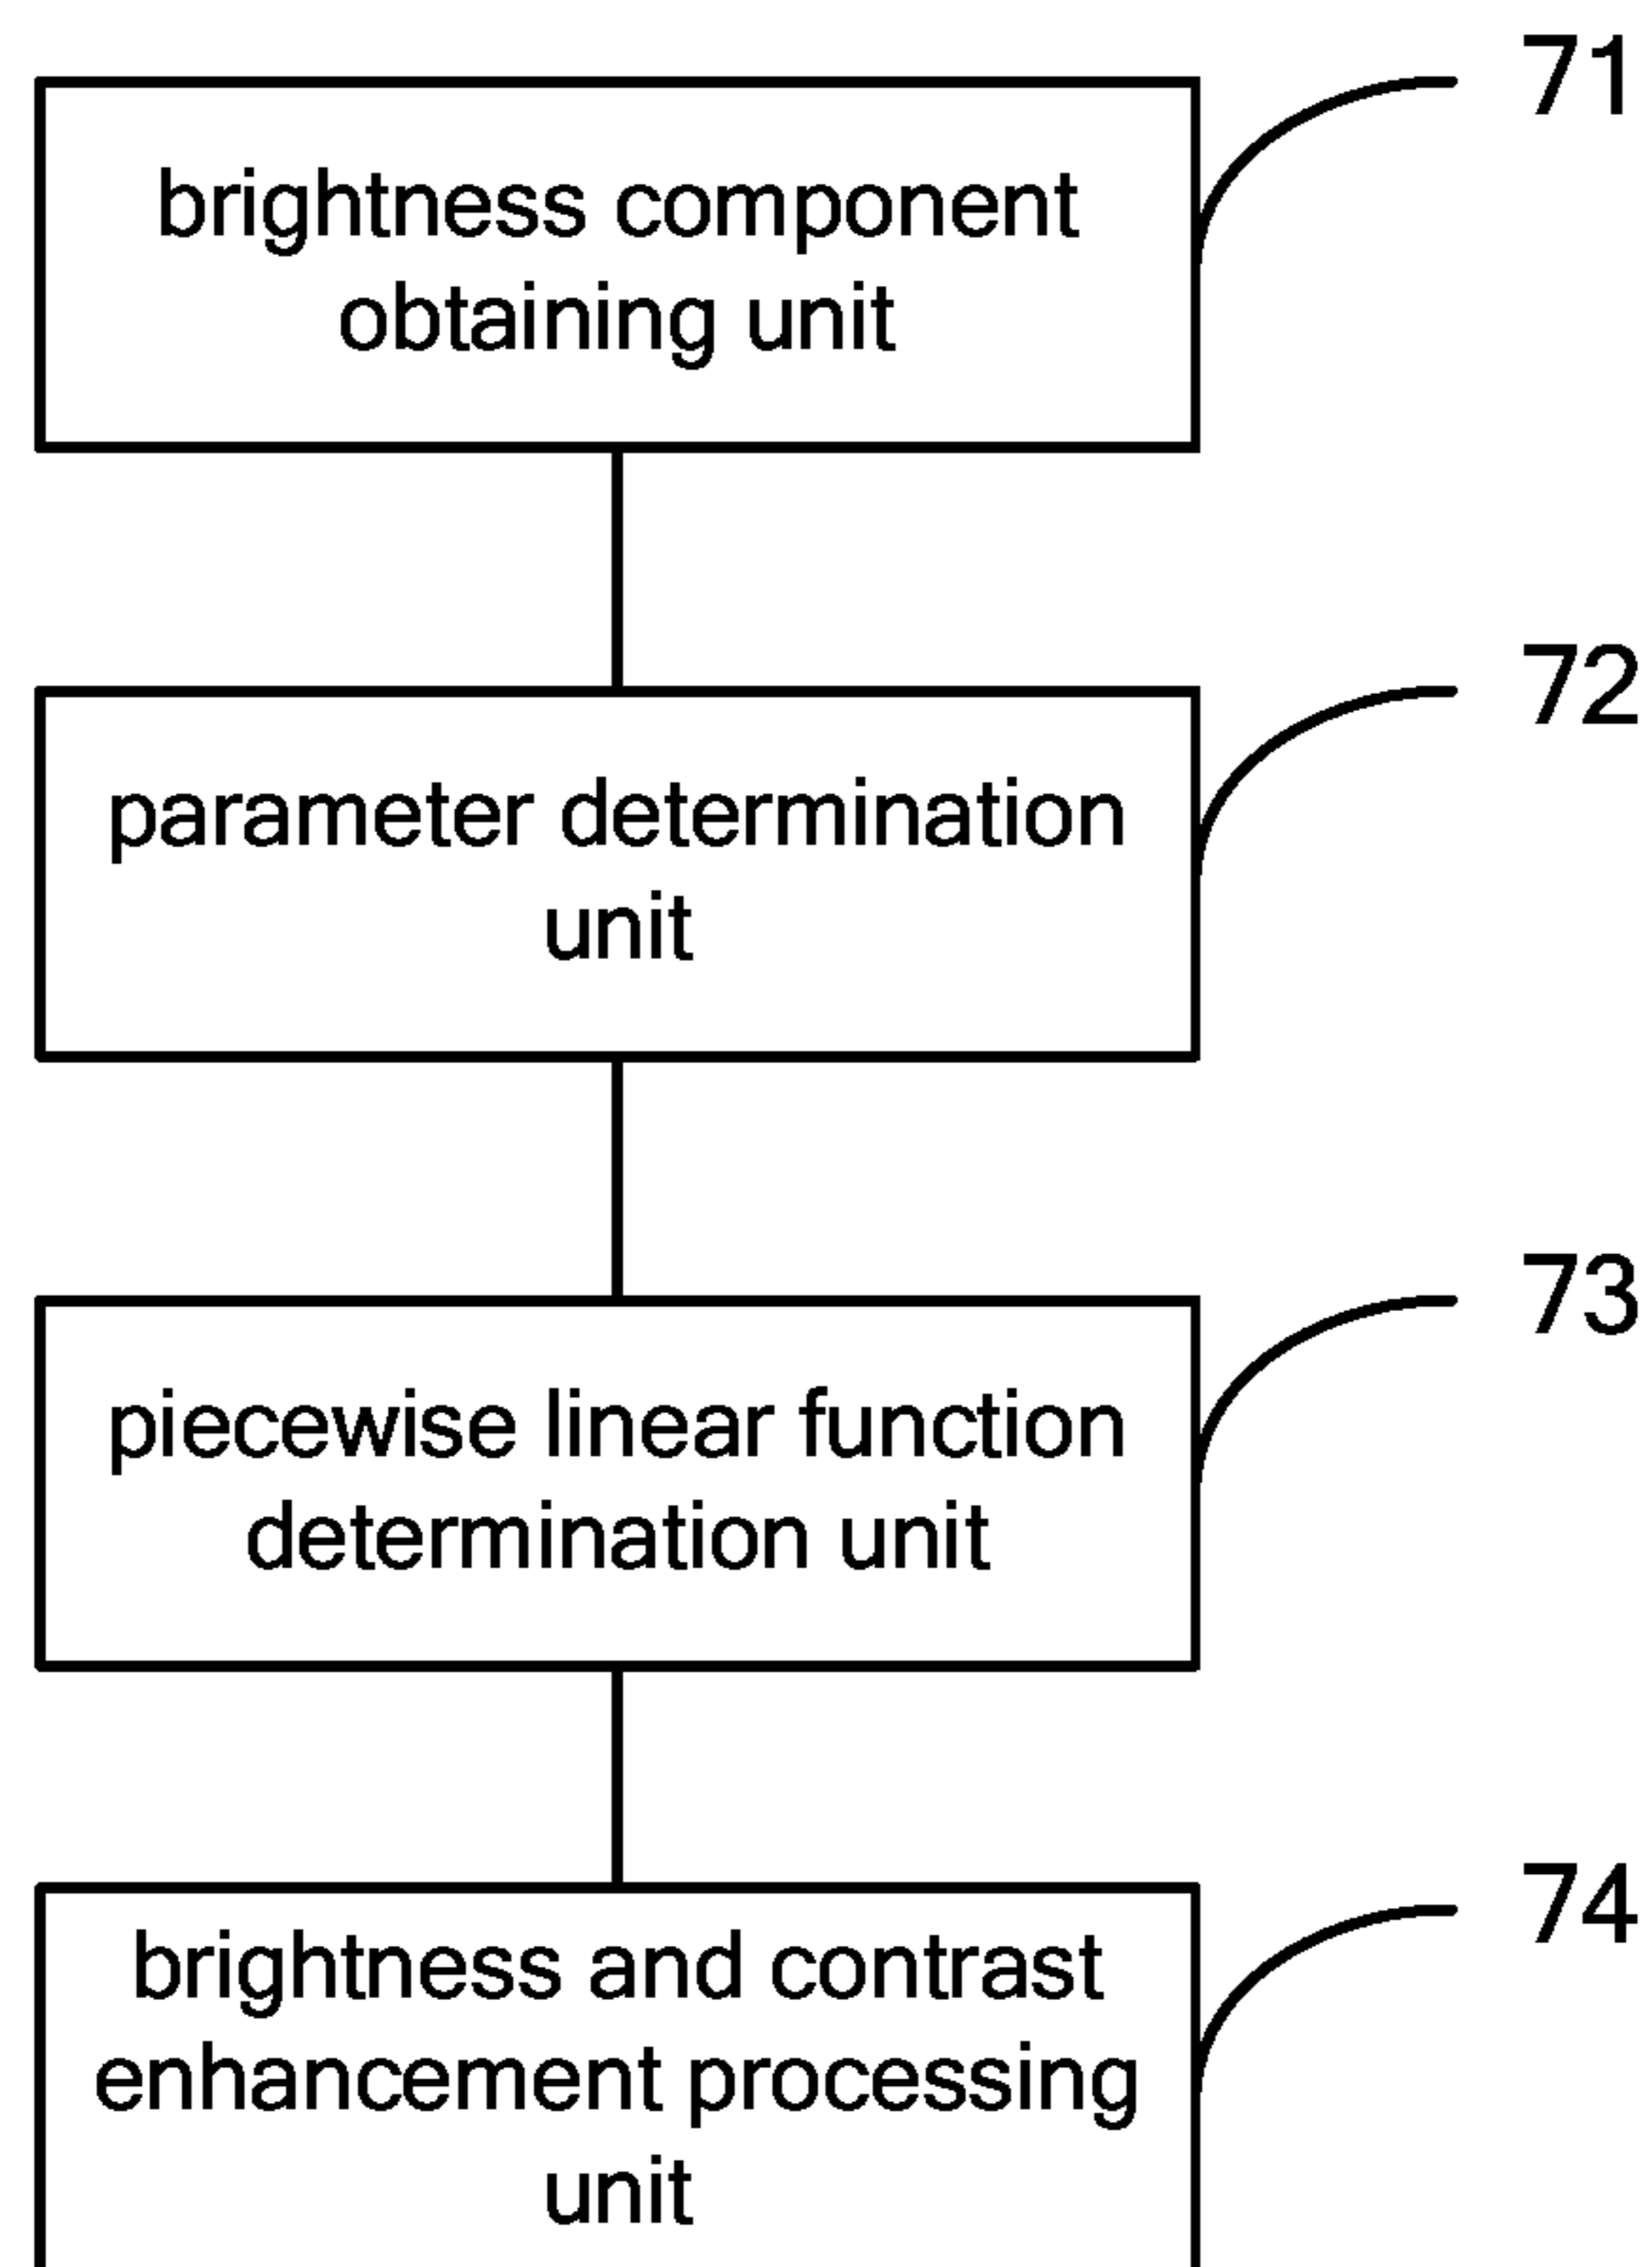 71
brightness component
obtaining unit
72
parameter determination
unit
73
piecewise linear function
determination unit
74
brightness and contrast
enhancement processing
unit